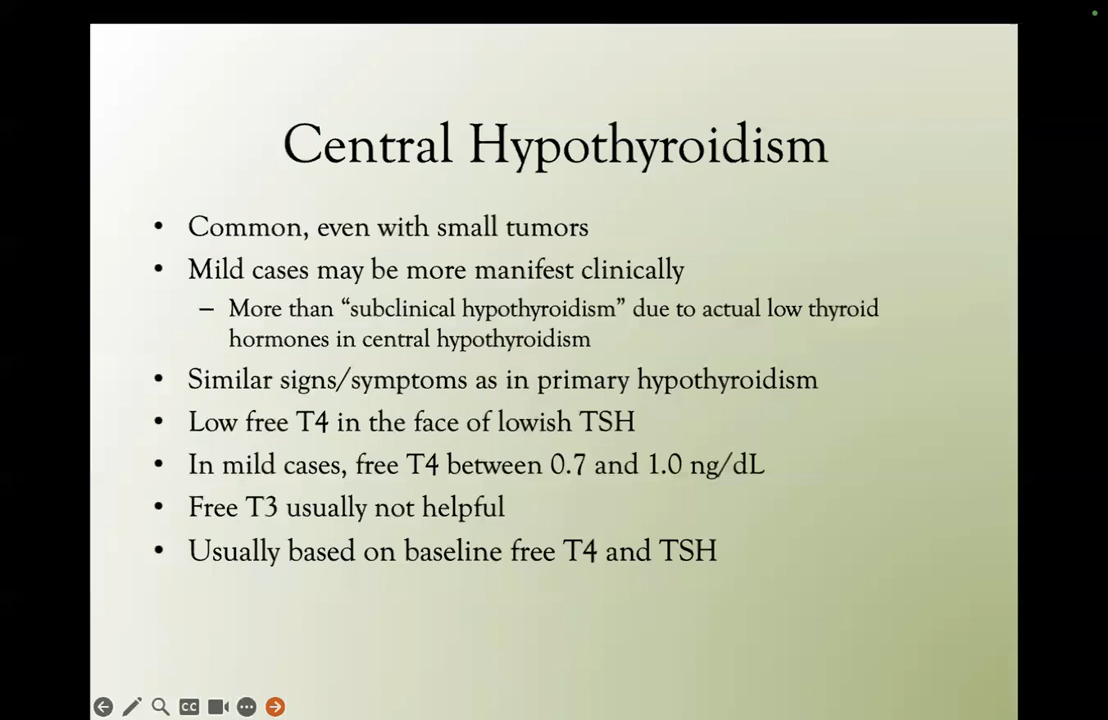 Central Hypothyroidism
• Common, even with small tumors
• Mild cases may be more manifest clinically
– More than “subclinical hypothyroidism” due to actual low thyroid
hormones in central hypothyroidism
• Similar signs/symptoms as in primary hypothyroidism
• Low free T4 in the face of lowish TSH
• In mild cases, free T4 between 0.7 and 1.0 ng/dL
• Free T3 usually not helpful
• Usually based on baseline free T4 and TSH
CC